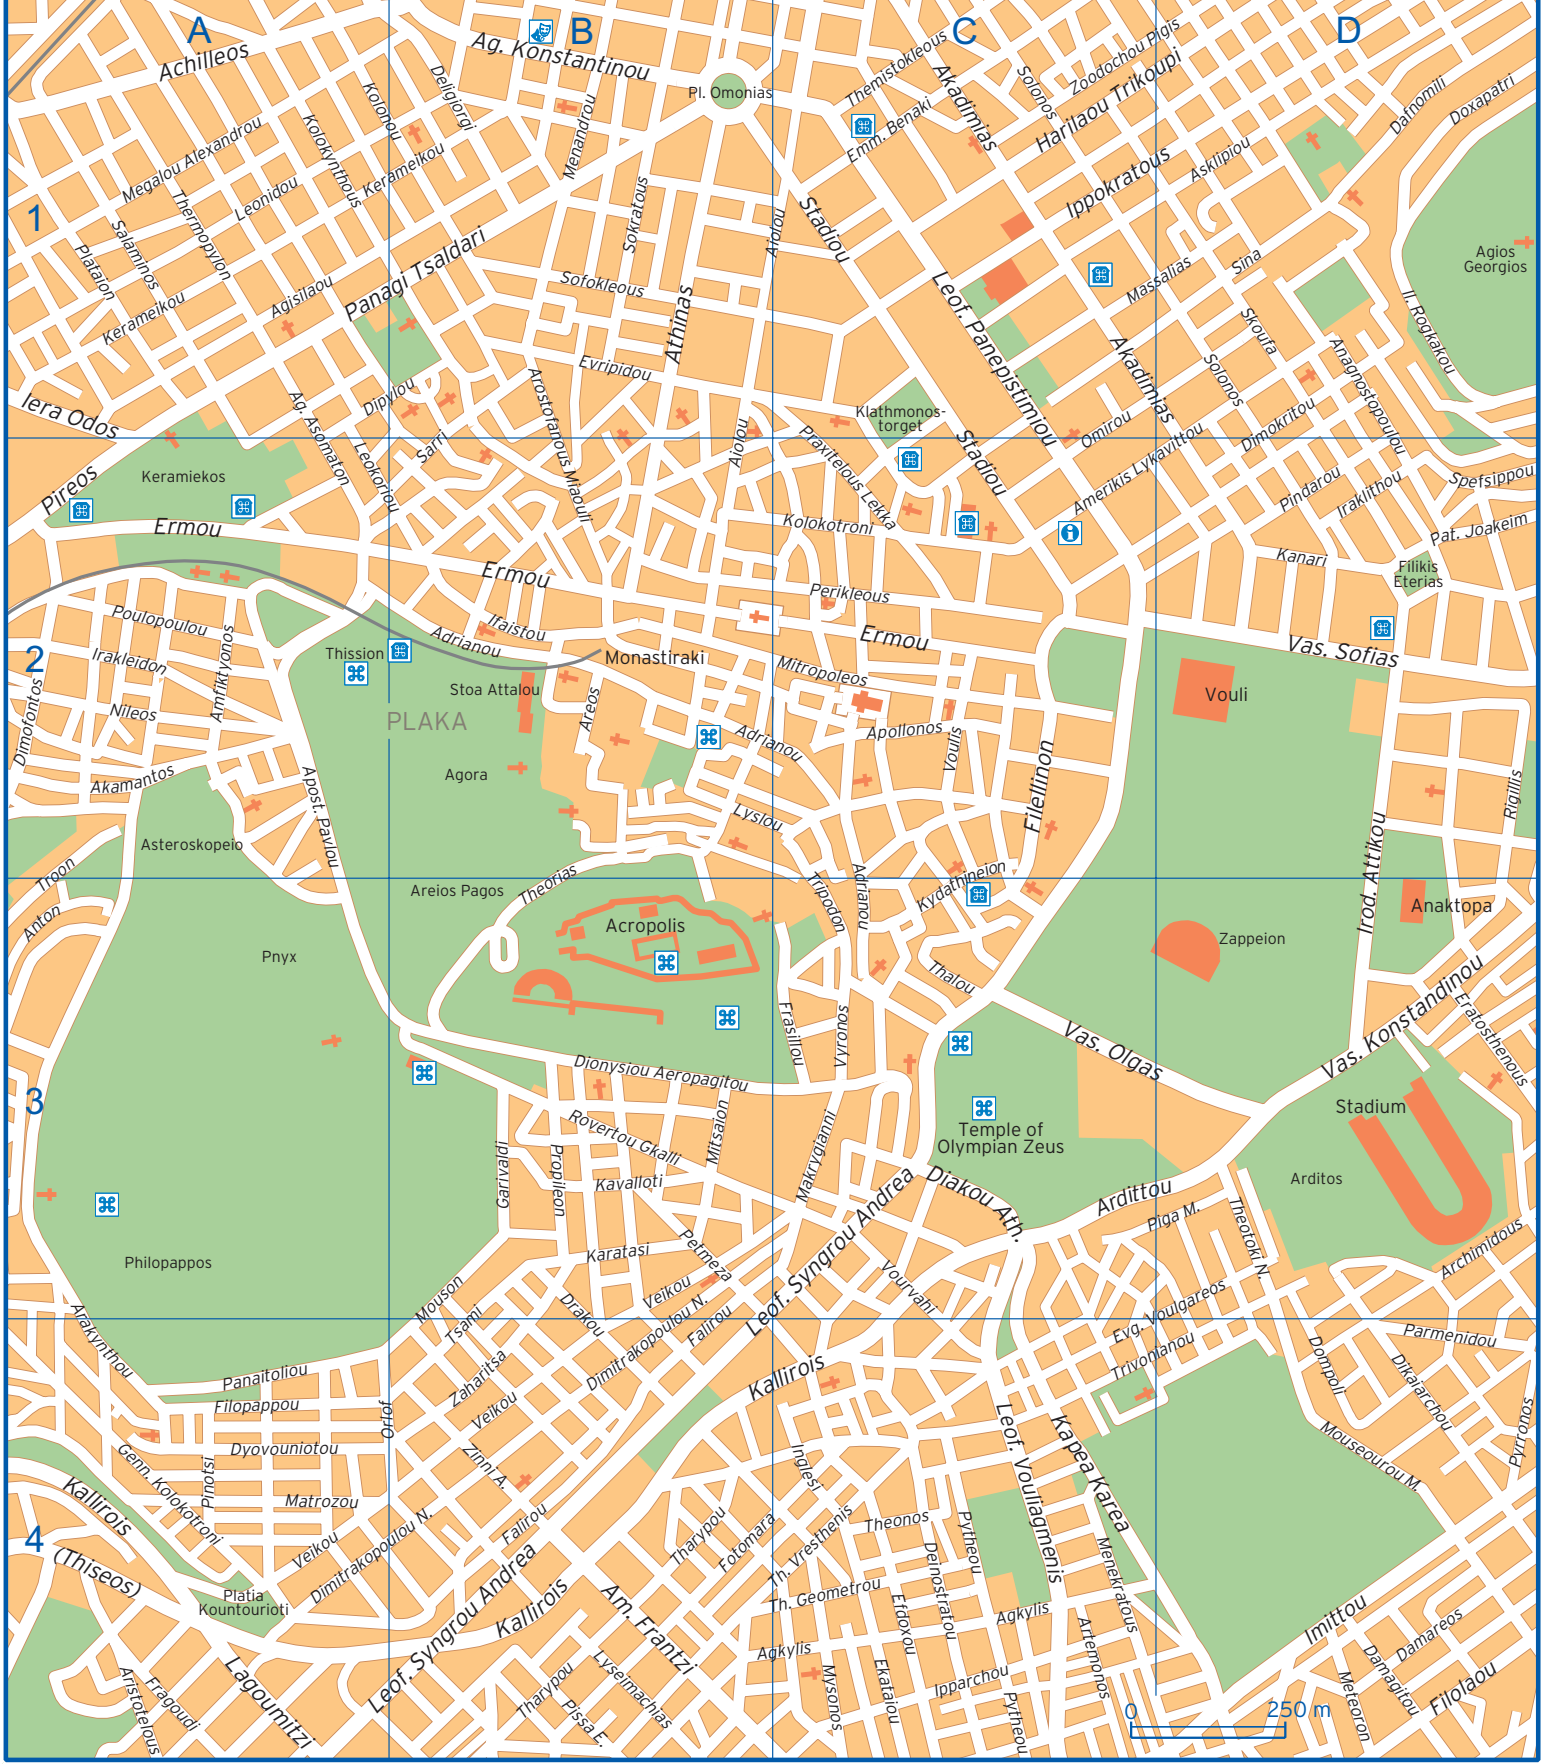 A
B
C
D
Achilleos
Ag. Konstantinou
Deligiorgi
Kolonou
Pl. Omonias
Themistokleous
Akadimias
Solonos
Zoodochou Pigis
Harilaou Trikoupi
Emm. Benaki
Dafnomili
Doxapatri
Megalou Alexandrou
Kolokynthous
Kerameikou
Menandrou
Leonidou
Thermopylon
Ippokratous
Asklipiou
1
Salaminos
Plataion
Sokratous
Aiolou
Stadiou
Agios
Georgios
Panagi Tsaldari
Agisilaou
Kerameikou
Sofokleous
Athinas
Massalias
Sina
Leof. Panepistimiou
Skoufa
Il. Rogkakou
Akadimias
Anagnostopoulou
Evripidou
Solonos
Iera Odos
Dipylou
Arostofanous Miaouli
Klathmonos-
torget
Omirou
Dimokritou
Ag. Asomaton
Sarri
Leokoriou
Aiolou
Praxitelous Lekka
Stadiou
Amerikis Lykavittou
Pindarou
Iraklithou
Spefsippou
Keramiekos
Pireos
Ermou
Kolokotroni
Pat. Joakeim
Kanari
Filikis
Eterias
Ermou
Perikleous
Poulopoulou
Ifaistou
Adrianou
Ermou
Vas. Sofias
2
Irakleidon
Amfiktyonos
Thission
Monastiraki
Mitropoleos
Stoa Attalou
Vouli
Nileos
Dimofontos
PLAKA
Areos
Adrianou
Apollonos
Voulis
Filellinon
Akamantos
Apost. Pavlou
Agora
Rigillis
Lysiou
Irod. Attikou
Asteroskopeio
Troon
Areios Pagos
Theorias
Tripodon
Adrianou
Kydathineion
Anton
Acropolis
Anaktopa
Pnyx
Zappeion
Thalou
Frasillou
Vyronos
Vas. Olgas
Vas. Konstandinou
Eratosthenous
Dionysiou Aeropagitou
3
Rovertou Gkalli
Mitsaion
Makrygianni
Temple of
Olympian Zeus
Stadium
Garivaldi
Propileon
Kavalloti
Leof. Syngrou Andrea
Diakou Ath.
Ardittou
Arditos
Piga M.
Theotoki N.
Philopappos
Karatasi
Petmeza
Archimidous
Mouson
Tsami
Drakou
Veikou
Dimitrakopoulou N.
Falirou
Vourvahi
Evg. Voulgareos
Trivonianou
Arakynthou
Parmenidou
Dompoli
Dikaiarchou
Panaitoliou
Filopappou
Zaharitsa
Veikou
Orlof
Kallirois
Leof. Vouliagmenis
Kapea Karea
Mouseourou M.
Pyrronos
Dyovouniotou
Genn. Kolokotroni
Pinotsi
Zinni A.
Inglesi
Matrozou
Kallirois
4
(Thiseos)
Veikou
Dimitrakopoulou N.
Falirou
Tharypou
Fotomara
Th. Vresthenis
Theonos
Pytheou
Deinostratou
Menekratous
Platia
Kountourioti
Leof. Syngrou Andrea
Kallirois
Am. Frantzi
Th. Geometrou
Efdoxou
Agkylis
Artemonos
Imittou
Damareos
Agkylis
Lagoumitzi
Aristotelous
Fragoudi
Tharypou
Lyseimachias
Pissa E.
Mysonos
Ekataiou
Ipparchou
Pytheou
Meteoron
Damagitou
Filolaou
0
250 m